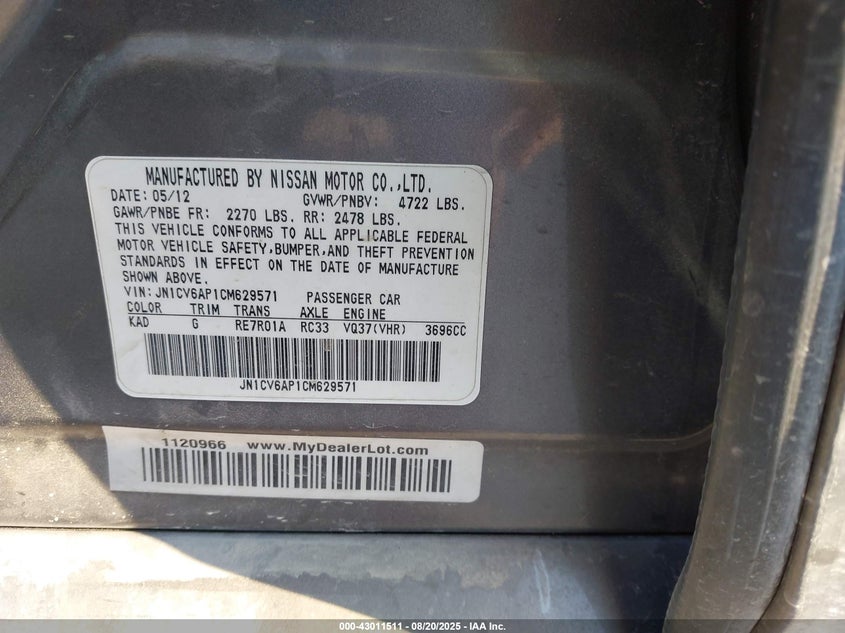 MANUFACTURED BY NISSAN MOTOR CO.,LTD.
DATE: 05/12 GVWR/PNBV: 4722 LBS.
GAWR/PNBE FR: 2270 LBS. RR: 2478 LBS.
THIS VEHICLE CONFORMS TO ALL APPLICABLE FEDERAL
MOTOR VEHICLE SAFETY,BUMPER,AND THEFT PREVENTION
STANDARDS IN EFFECT ON THE DATE OF MANUFACTURE
SHOWN ABOVE.
VIN: JN1CV6AP1CM629571 PASSENGER CAR
COLOR TRIM TRANS AXLE ENGINE
KAD G RE7R01A RC33 VQ37(VHR) 3696CC
JN1CV6AP1CM629571
1120966 www.MyDealerLot.com
000-43011511 - 08/20/2025 - IAA Inc.